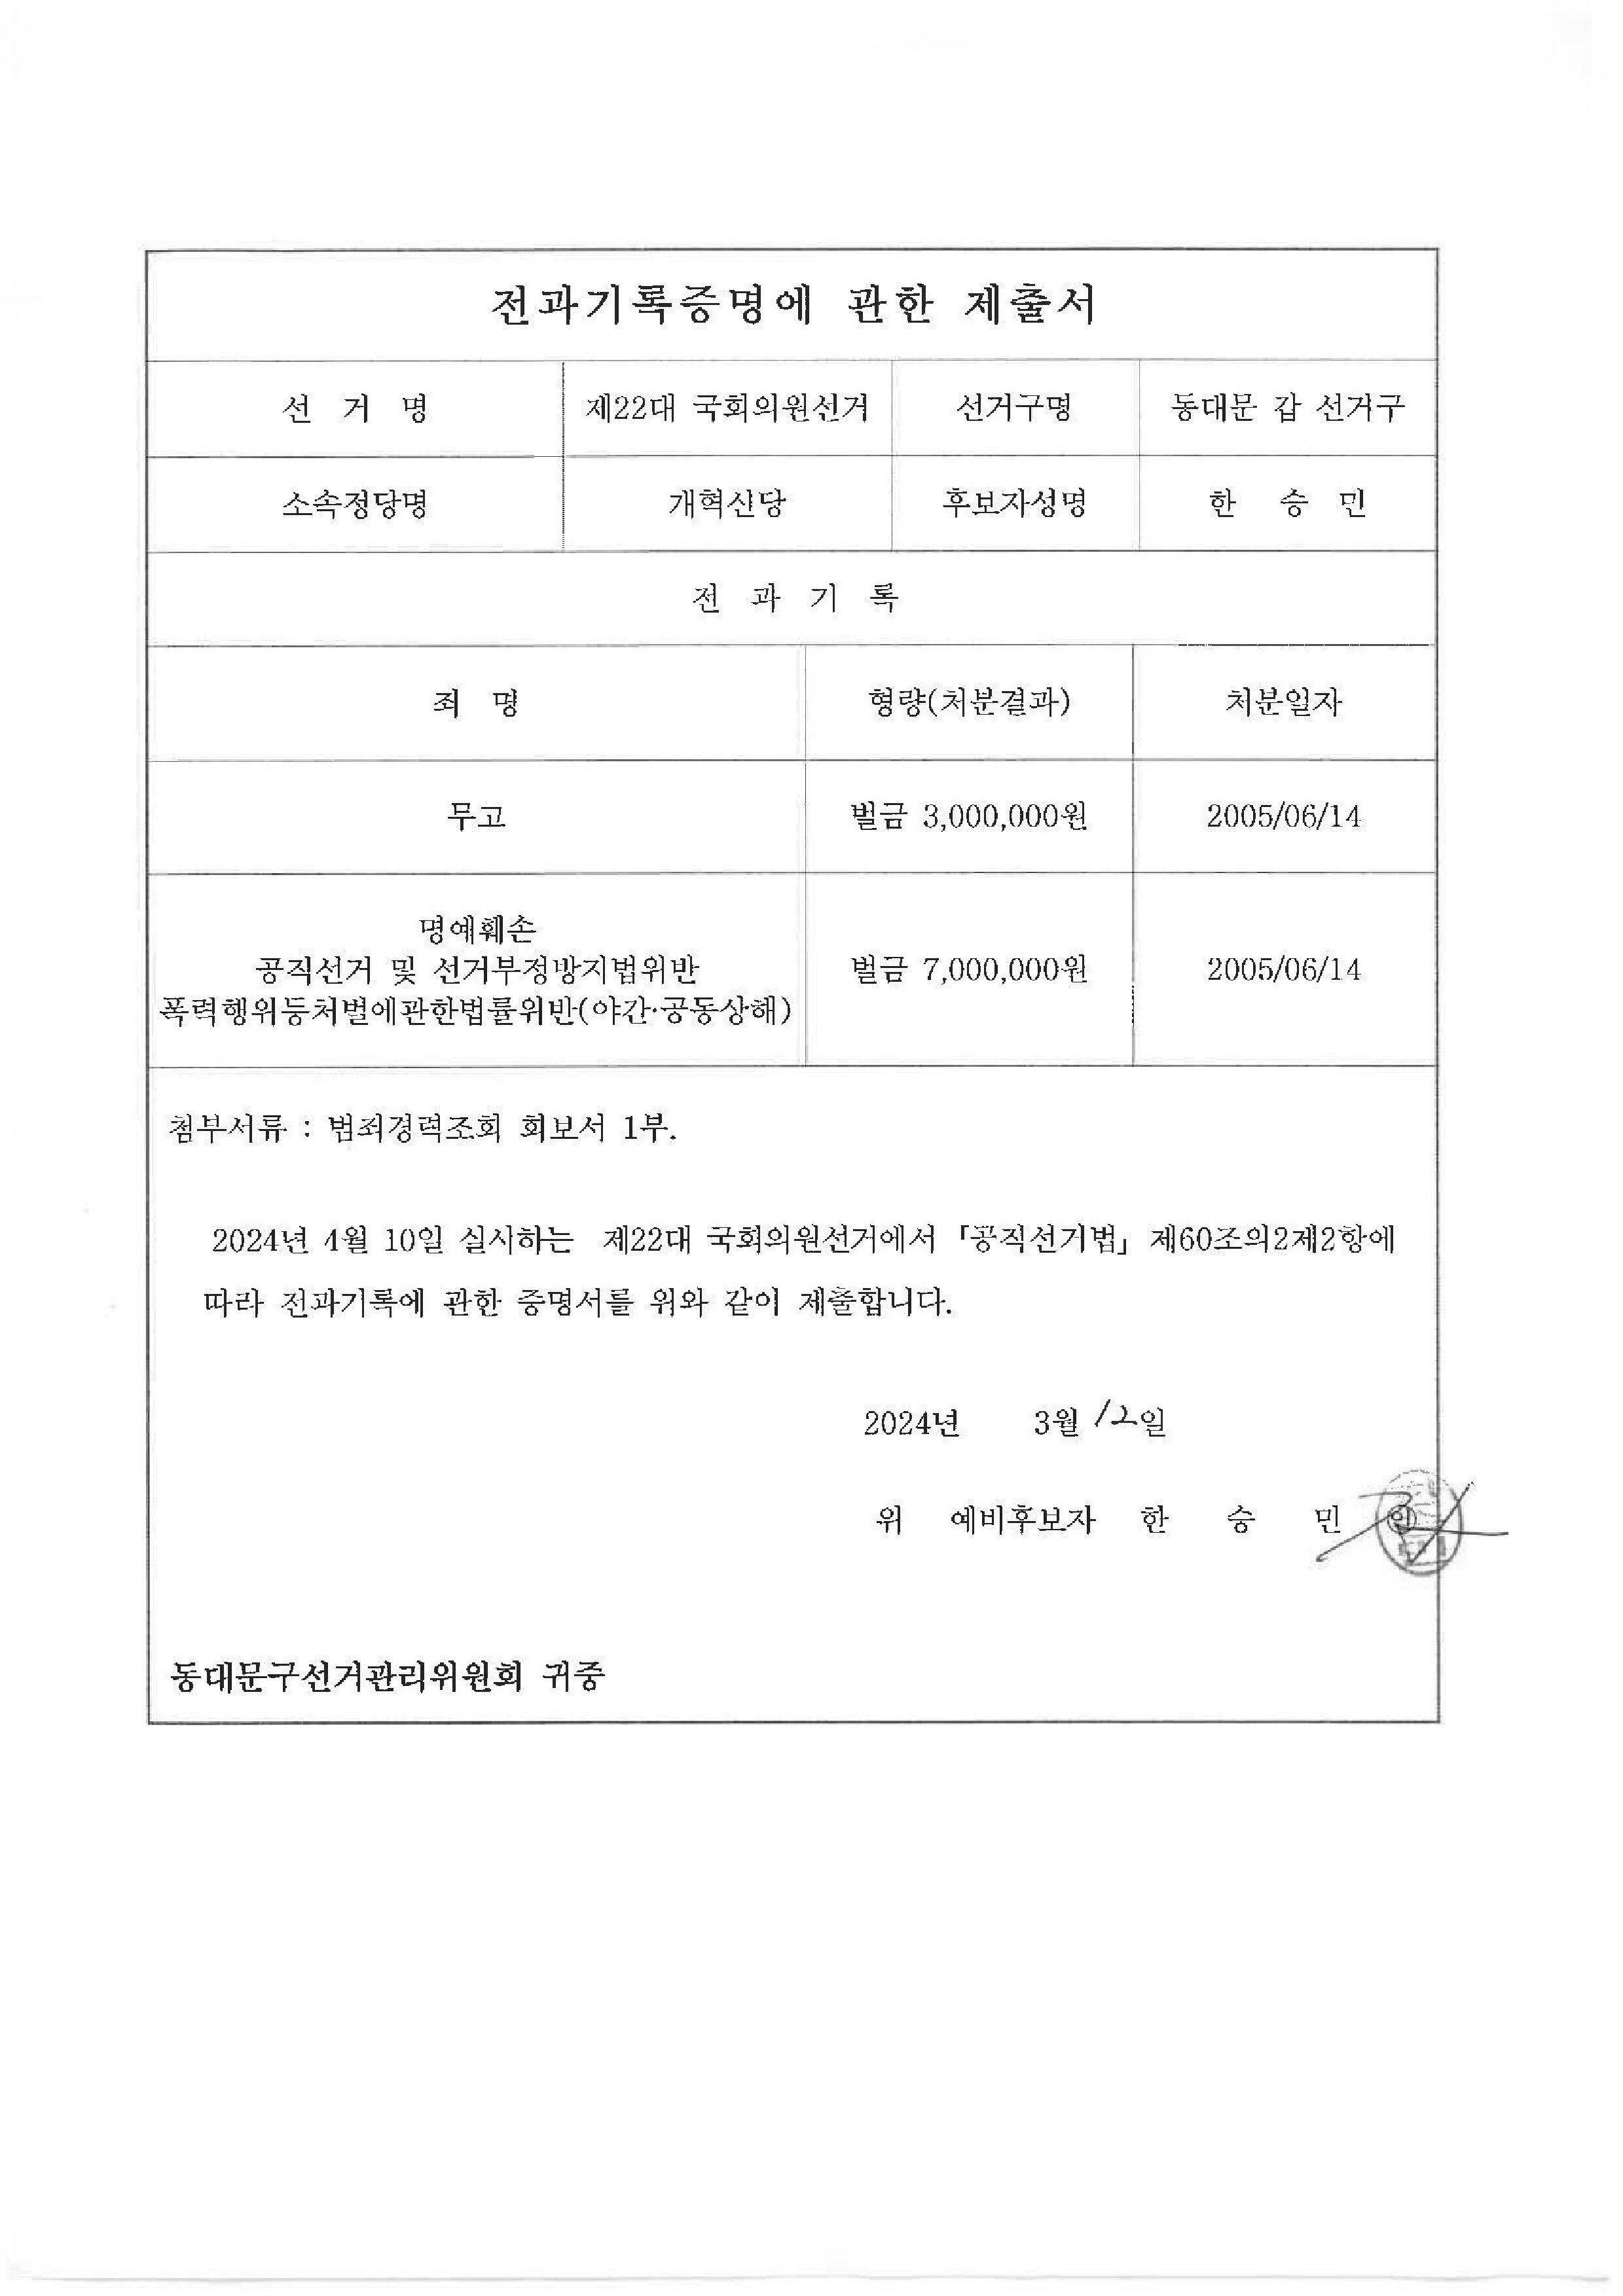 전과기록증명에 관한 제출서
선 거 명 제22대 국회의원선거 선거구명 동대문 갑 선거구
소속정당명 개혁신당 후보자성명 한 승 민
전 과 기 록
죄 명 형량(처분결과) 처분일자
무고 벌금 3,000,000원 2005/06/14
명예훼손
공직선거 및 선거부정방지법위반 벌금 7,000,000원 2005/06/14
폭력행위등처벌에관한법률위반(야간·공동상해)
첨부서류 : 범죄경력조회 회보서 1부.
2024년 4월 10일 실시하는 제22대 국회의원선거에서 「공직선거법」 제60조의2제2항에
따라 전과기록에 관한 증명서를 위와 같이 제출합니다.
2024년 3월 12일
위 예비후보자 한 승 민 ㊞
동대문구선거관리위원회 귀중